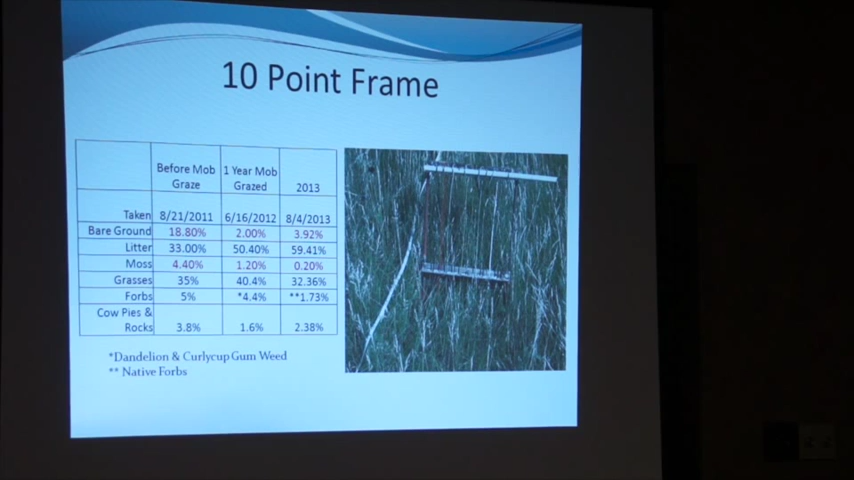 10 Point Frame
Before Mob Graze 1 Year Mob Grazed 2013
Taken 8/21/2011 6/16/2012 8/4/2013
Bare Ground 18.80% 2.00% 3.92%
Litter 33.00% 50.40% 59.41%
Moss 4.40% 1.20% 0.20%
Grasses 35% 40.4% 32.36%
Forbs 5% *4.4% **1.73%
Cow Pies & Rocks 3.8% 1.6% 2.38%
*Dandelion & Curlycup Gum Weed
** Native Forbs